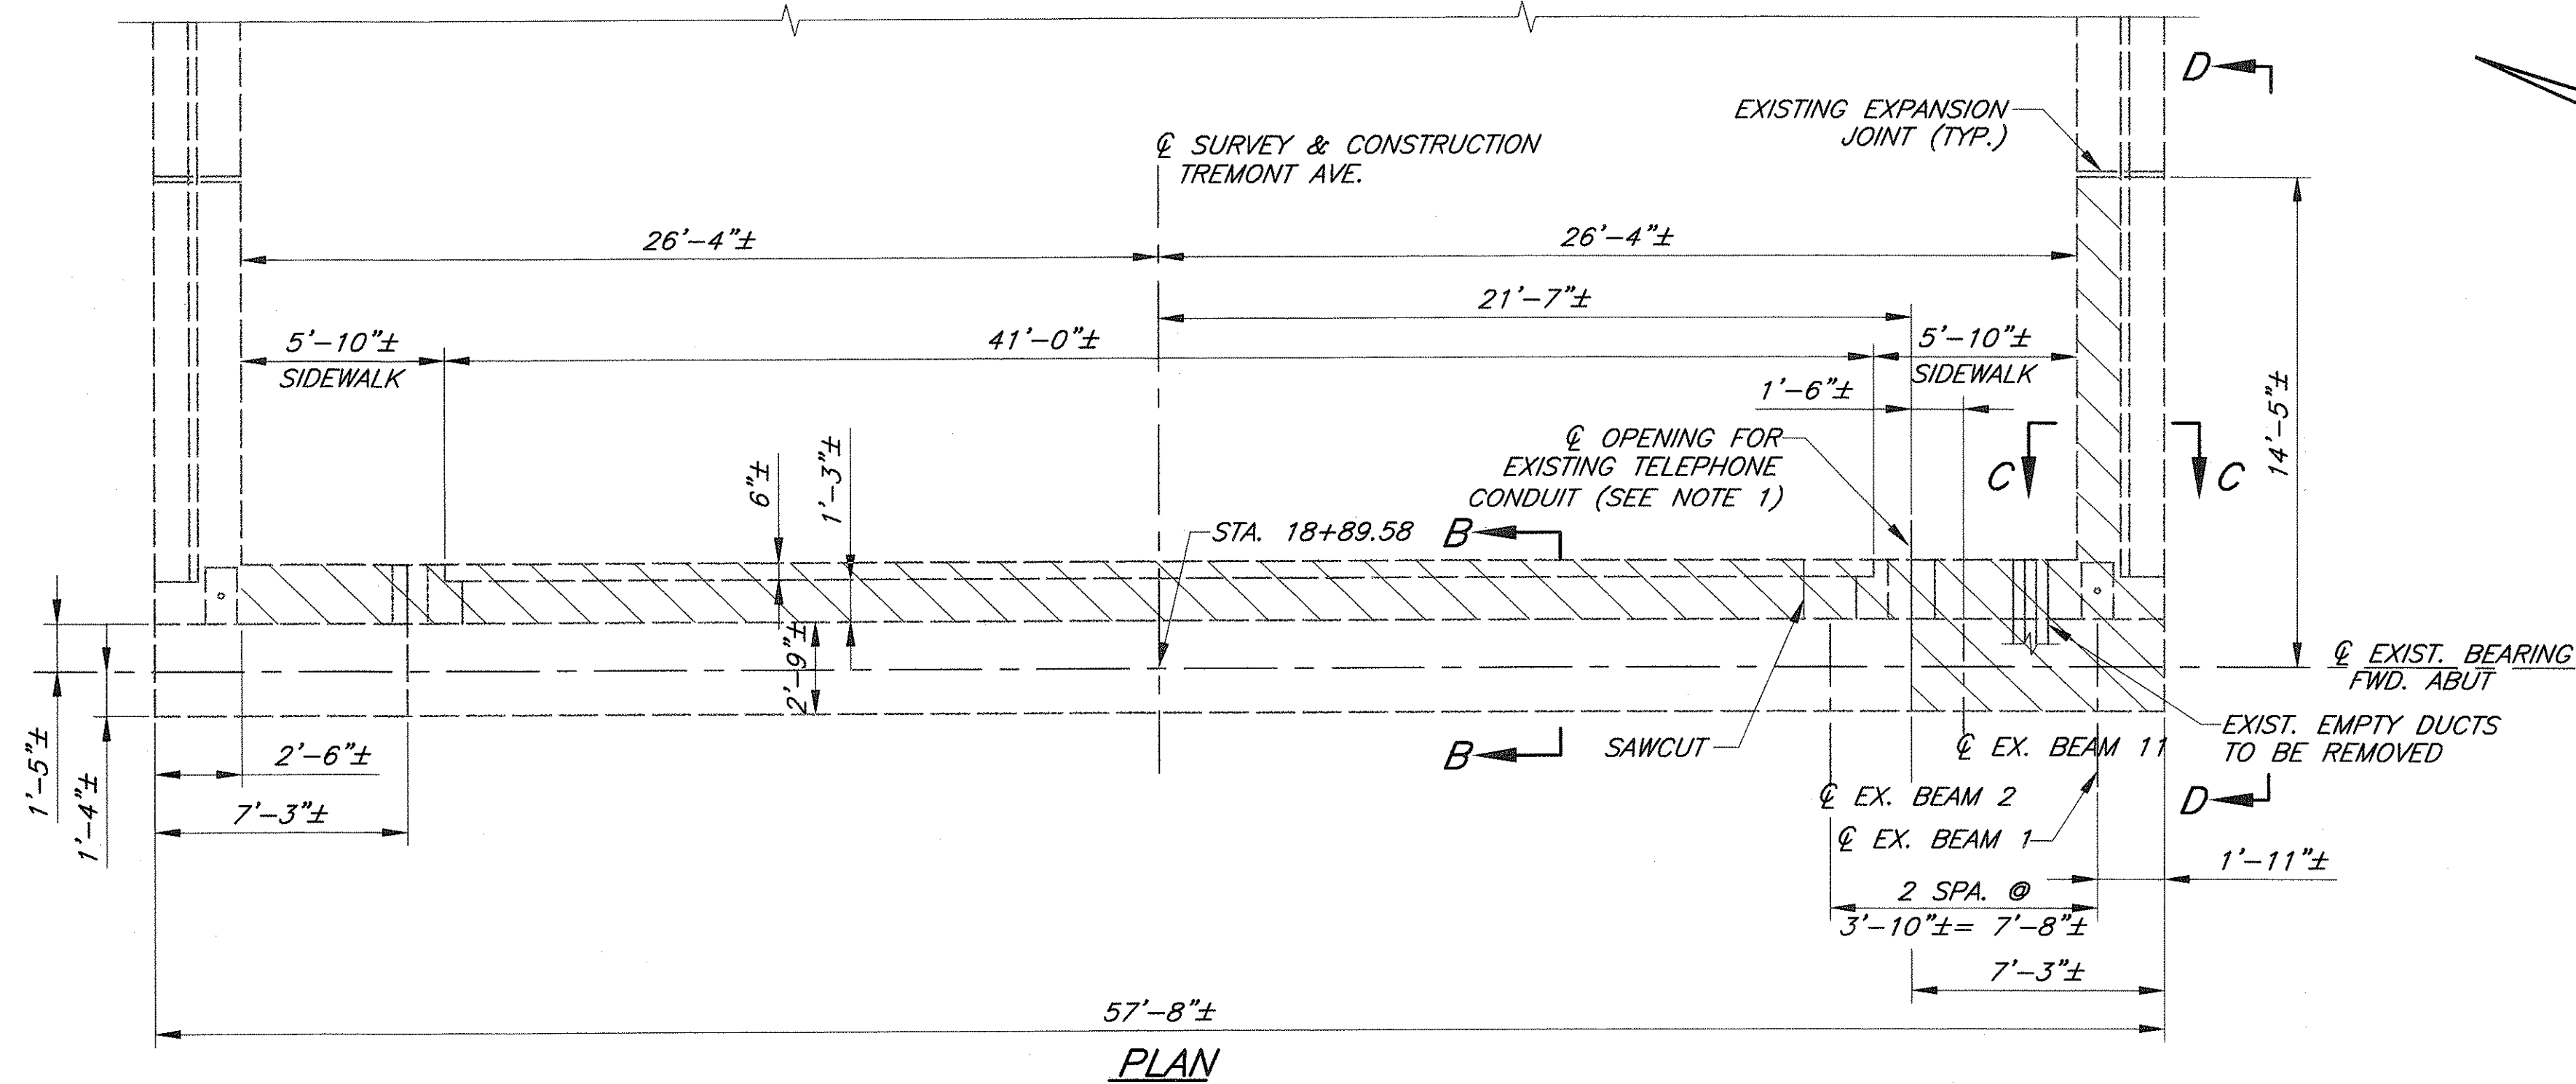 D
EXISTING EXPANSION
JOINT (TYP.)
℄ SURVEY & CONSTRUCTION
TREMONT AVE.
26'-4"±
26'-4"±
21'-7"±
5'-10"±
SIDEWALK
41'-0"±
5'-10"±
SIDEWALK
1'-6"±
14'-5"±
6"±
1'-3"±
℄ OPENING FOR
EXISTING TELEPHONE
CONDUIT (SEE NOTE 1)
C
C
STA. 18+89.58
B
2'-9"±
℄ EXIST. BEARING
FWD. ABUT
1'-5"±
1'-4"±
2'-6"±
7'-3"±
B
SAWCUT
℄ EX. BEAM 11
EXIST. EMPTY DUCTS
TO BE REMOVED
℄ EX. BEAM 2
D
℄ EX. BEAM 1
1'-11"±
2 SPA. @
3'-10"±= 7'-8"±
7'-3"±
57'-8"±
PLAN